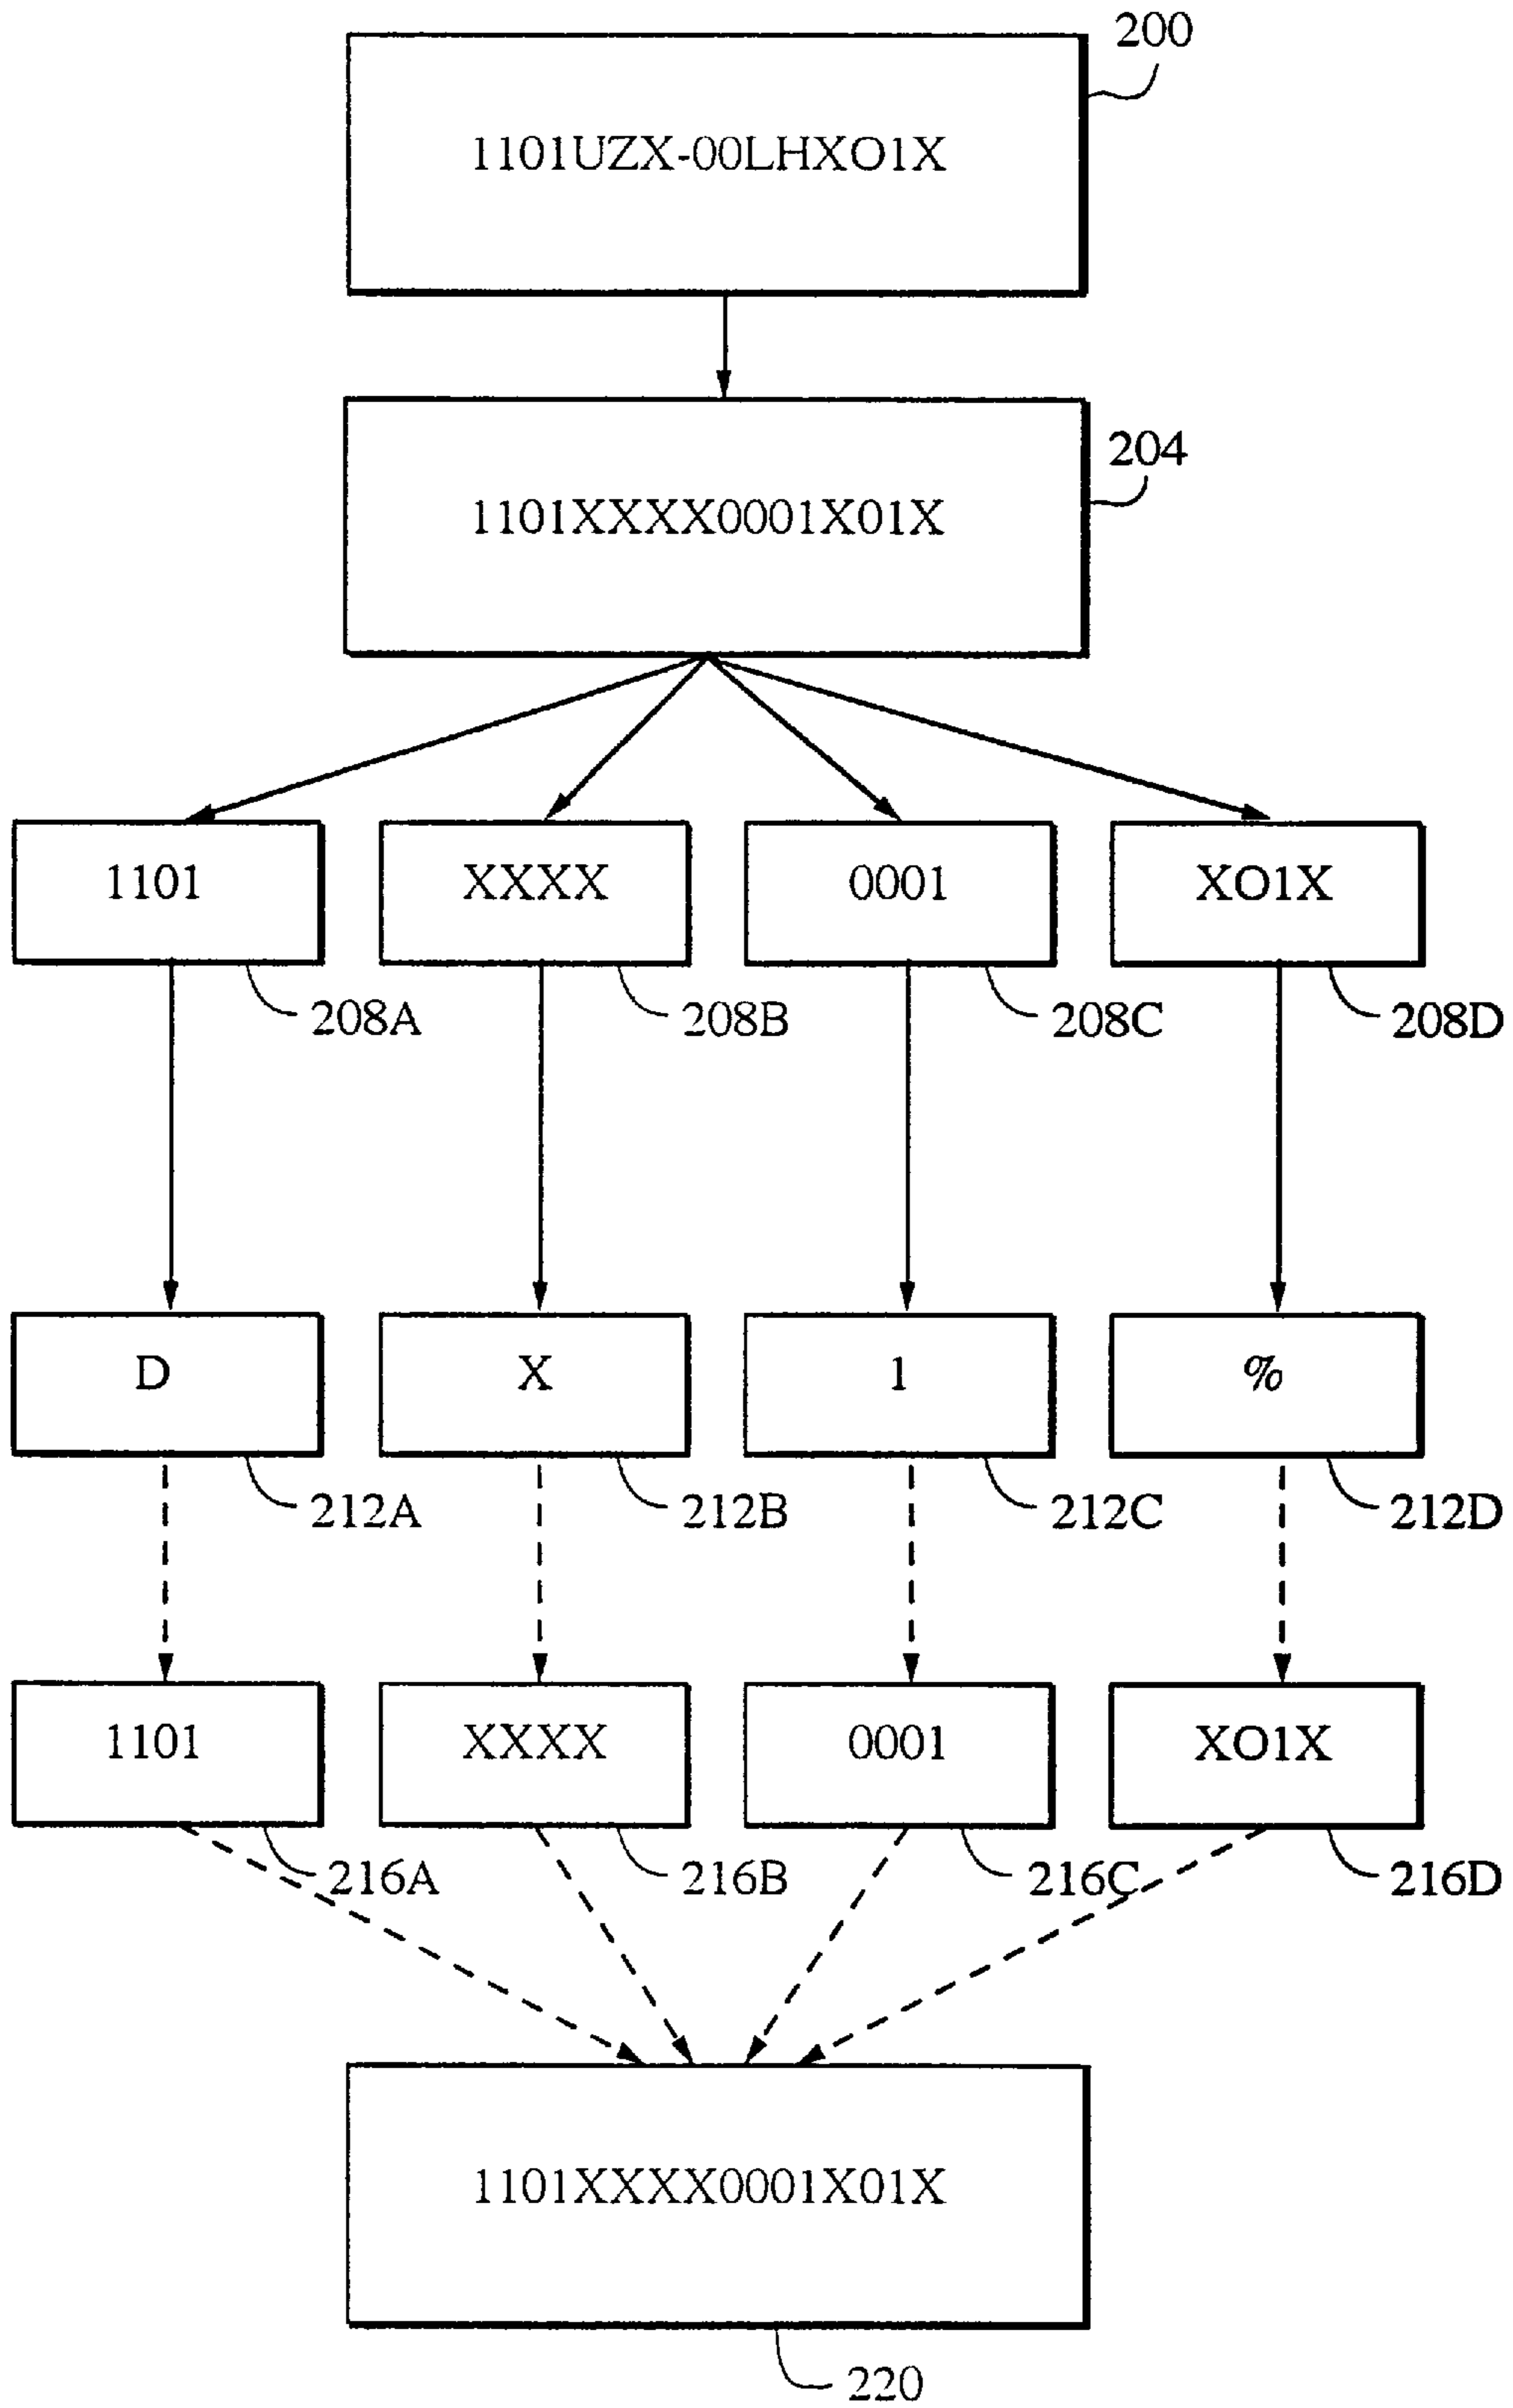 200
1101UZX-00LHXO1X
204
1101XXXX0001X01X
1101
XXXX
0001
XO1X
208A
208B
208C
208D
D
X
1
%
212A
212B
212C
212D
1101
XXXX
0001
XO1X
216A
216B
216C
216D
1101XXXX0001X01X
220